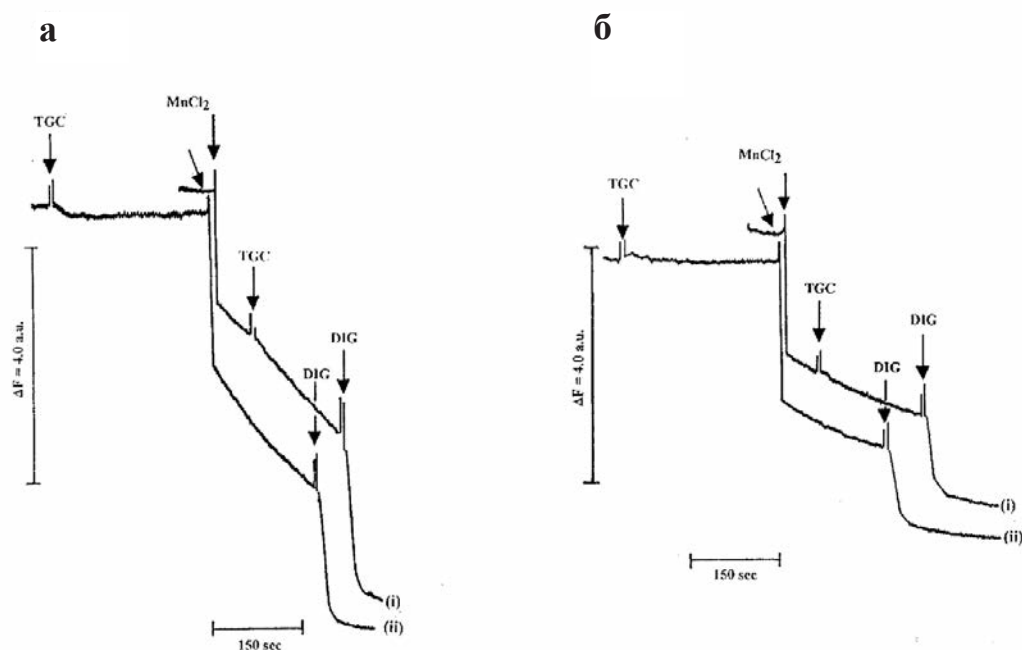 а
MnCl2
TGC
TGC
DIG
DIG
ΔF = 4.0 a.u.
(i)
(ii)
150 sec
б
MnCl2
TGC
TGC
DIG
DIG
ΔF = 4.0 a.u.
(i)
(ii)
150 sec